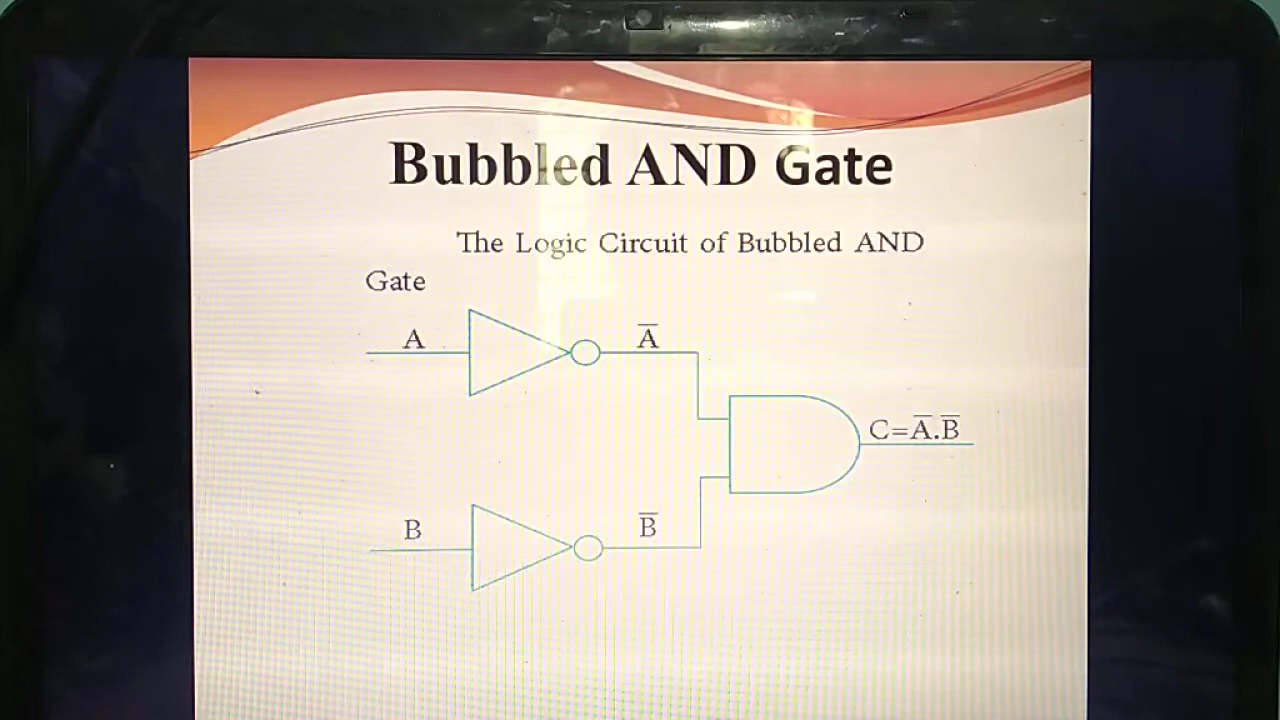 Bubbled AND Gate
The Logic Circuit of Bubbled AND
Gate
A
A̅
C=A̅.B̅
B
B̅